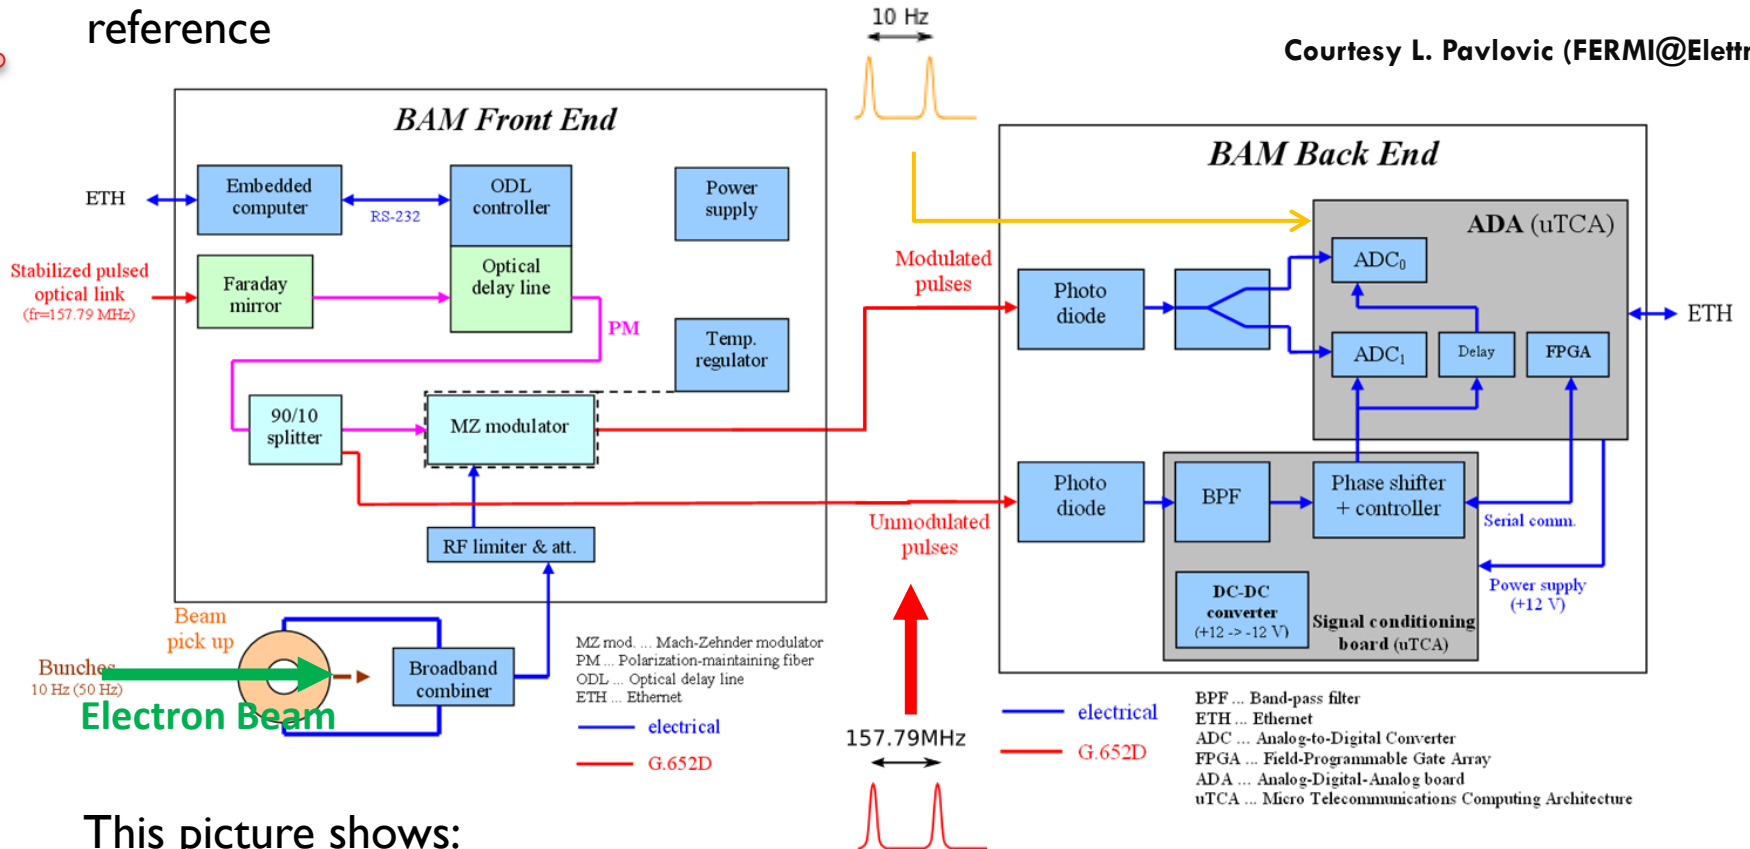 reference
10 Hz
Courtesy L. Pavlovic (FERMI@Elettr
BAM Front End
ETH
Embedded
computer
RS-232
ODL
controller
Power
supply
Stabilized pulsed
optical link
(fr=157.79 MHz)
Faraday
mirror
Optical
delay line
PM
Temp.
regulator
90/10
splitter
MZ modulator
RF limiter & att.
Beam
pick up
Bunches
10 Hz (50 Hz)
Electron Beam
Broadband
combiner
MZ mod. ... Mach-Zehnder modulator
PM ... Polarization-maintaining fiber
ODL ... Optical delay line
ETH ... Ethernet
electrical
G.652D
Modulated
pulses
Unmodulated
pulses
157.79MHz
BAM Back End
ADA (uTCA)
Photo
diode
ADC0
ADC1
Delay
FPGA
ETH
Photo
diode
BPF
Phase shifter
+ controller
Serial comm.
Power supply
(+12 V)
DC-DC
converter
(+12 -> -12 V)
Signal conditioning
board (uTCA)
electrical
G.652D
BPF ... Band-pass filter
ETH ... Ethernet
ADC ... Analog-to-Digital Converter
FPGA ... Field-Programmable Gate Array
ADA ... Analog-Digital-Analog board
uTCA ... Micro Telecommunications Computing Architecture
This picture shows: